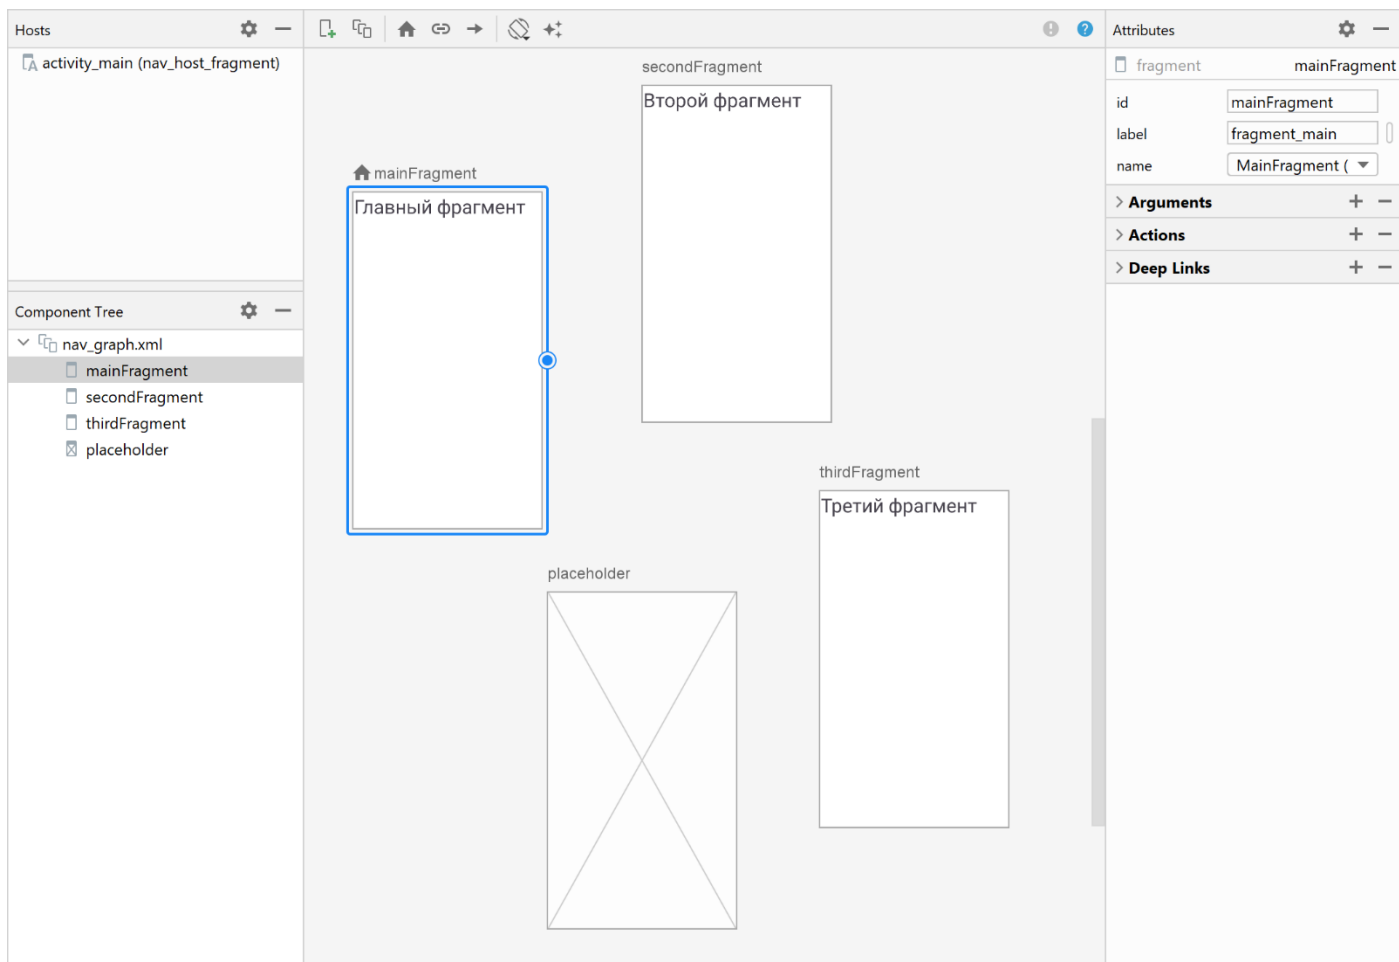 Hosts
activity_main (nav_host_fragment)
Component Tree
nav_graph.xml
mainFragment
secondFragment
thirdFragment
placeholder
secondFragment
Второй фрагмент
mainFragment
Главный фрагмент
thirdFragment
Третий фрагмент
placeholder
Attributes
fragment mainFragment
id mainFragment
label fragment_main
name MainFragment (
Arguments
Actions
Deep Links